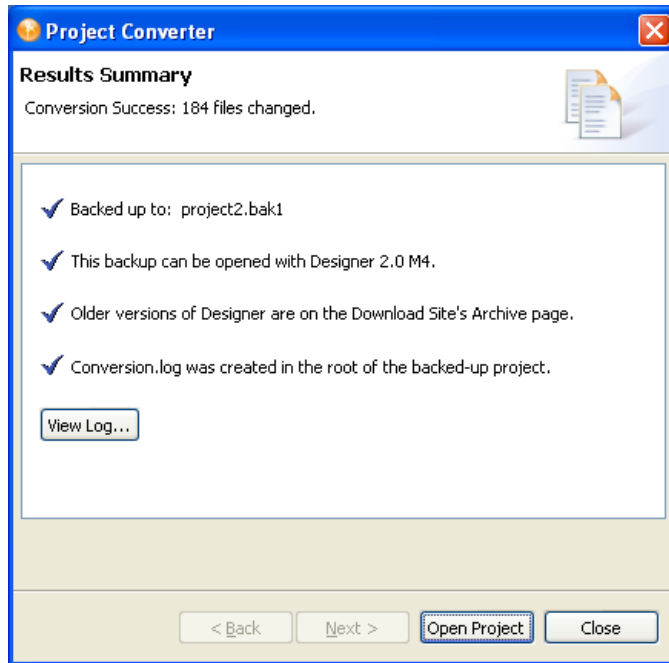 Project Converter
Results Summary
Conversion Success: 184 files changed.
Backed up to: project2.bak1
This backup can be opened with Designer 2.0 M4.
Older versions of Designer are on the Download Site's Archive page.
Conversion.log was created in the root of the backed-up project.
View Log...
< Back Next > Open Project Close